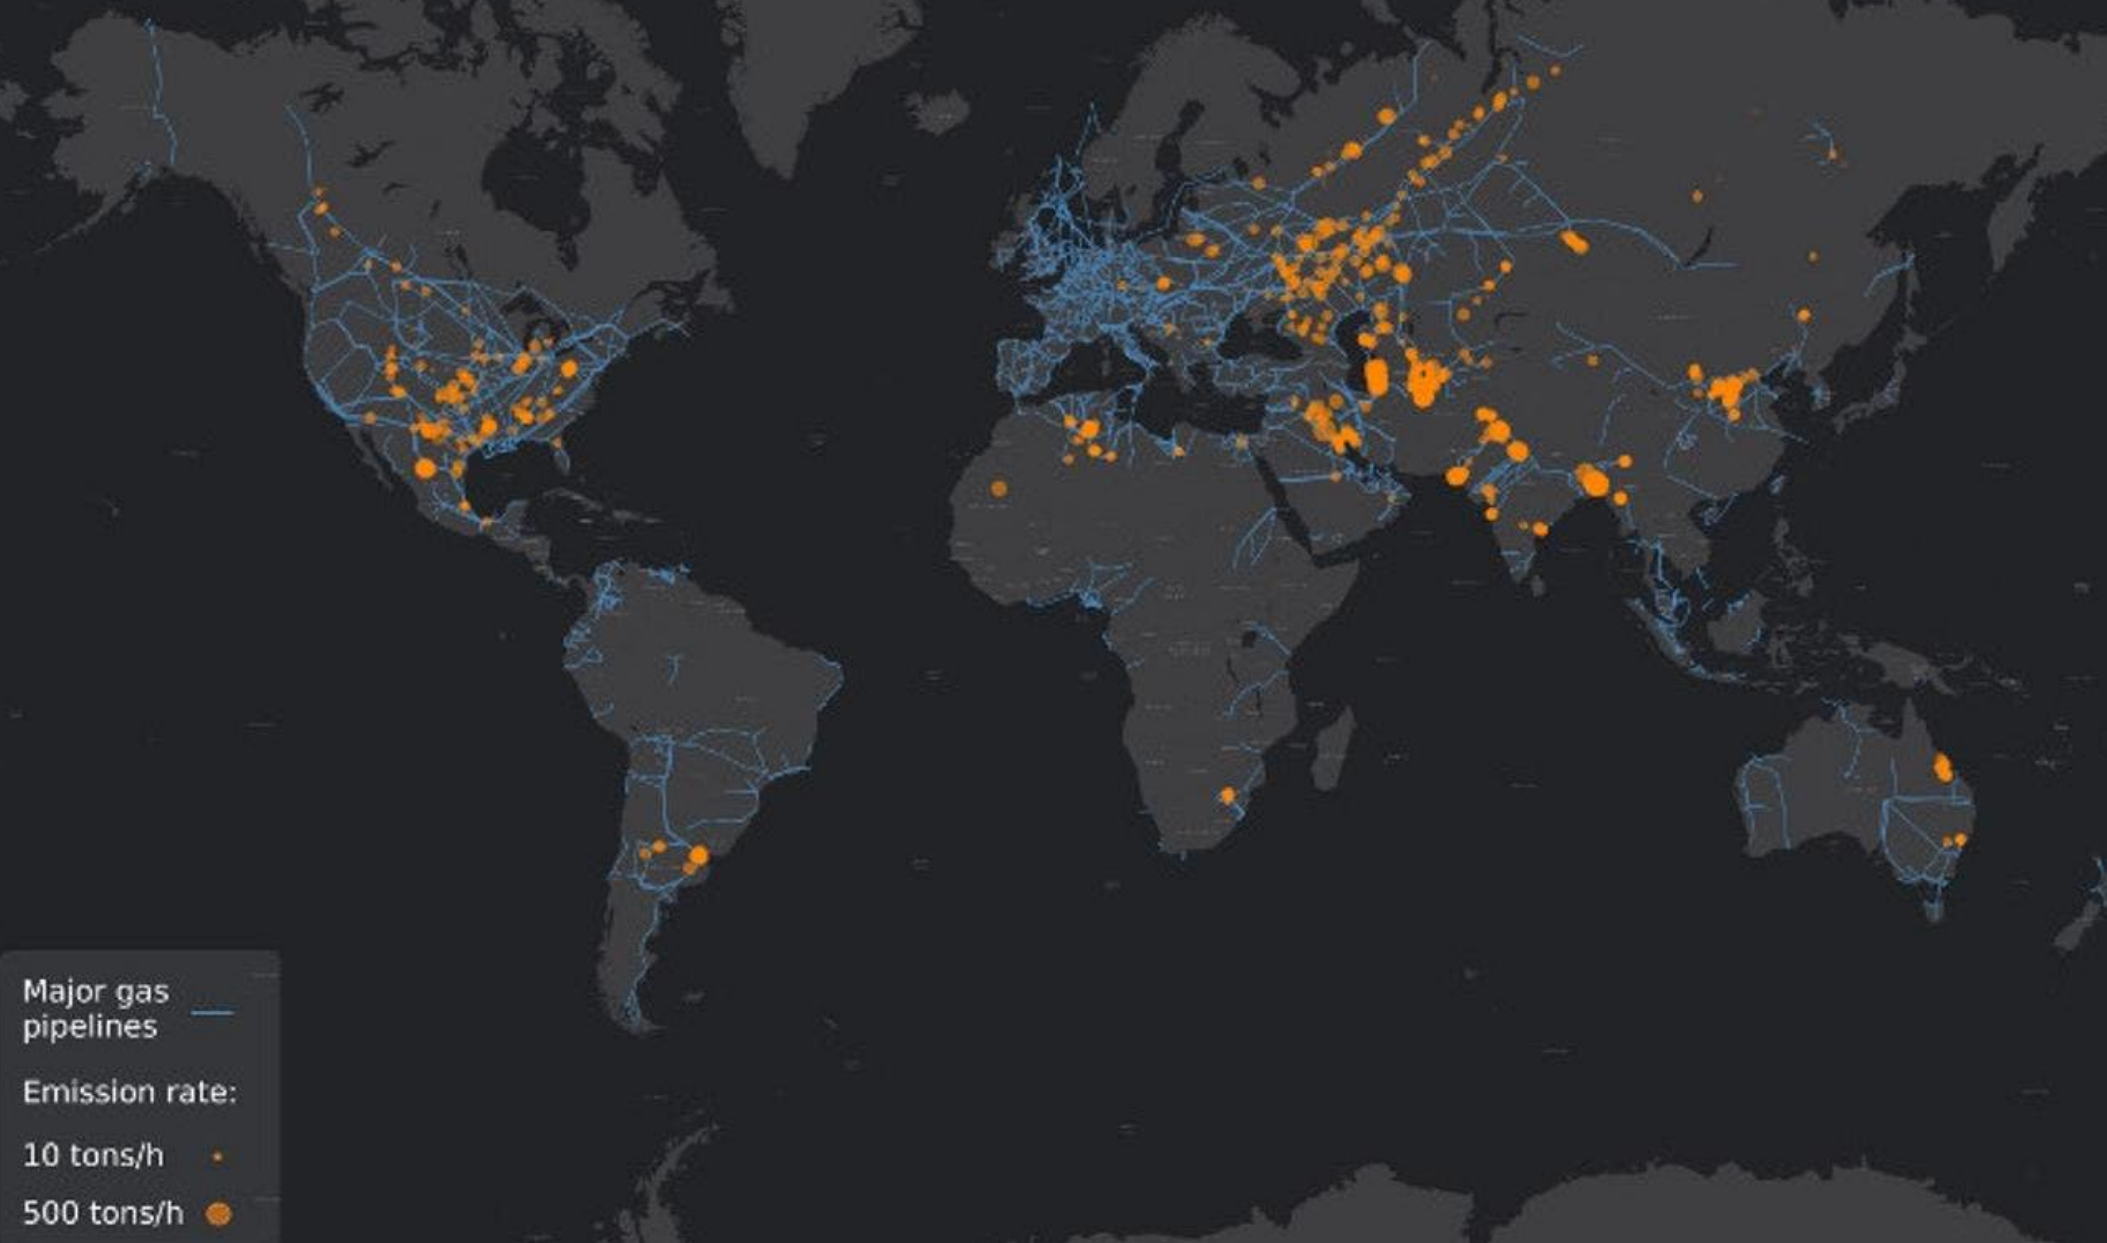 Major gas
pipelines
Emission rate:
10 tons/h
500 tons/h